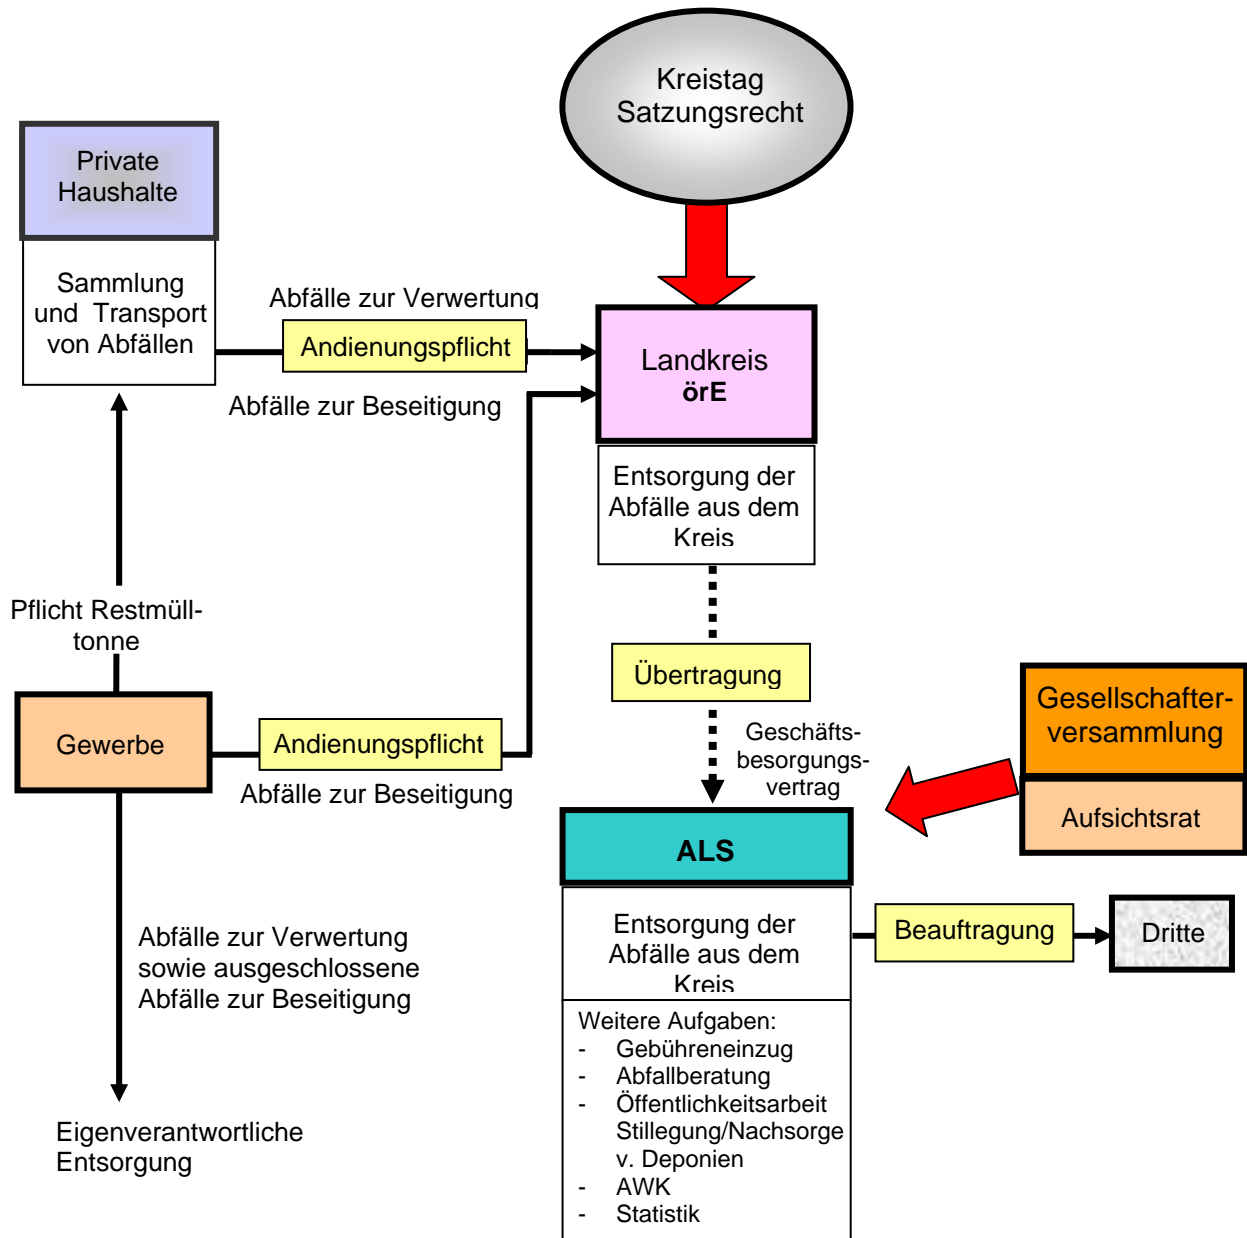 Kreistag
Satzungsrecht
Private
Haushalte
Sammlung
und Transport
von Abfällen
Abfälle zur Verwertung
Andienungspflicht
Abfälle zur Beseitigung
Landkreis
örE
Entsorgung der
Abfälle aus dem
Kreis
Pflicht Restmüll-
tonne
Übertragung
Gewerbe
Andienungspflicht
Abfälle zur Beseitigung
Geschäfts-
besorgungs-
vertrag
Gesellschafter-
versammlung
Aufsichtsrat
ALS
Entsorgung der
Abfälle aus dem
Kreis
Beauftragung
Dritte
Abfälle zur Verwertung
sowie ausgeschlossene
Abfälle zur Beseitigung
Weitere Aufgaben:
- Gebühreneinzug
- Abfallberatung
- Öffentlichkeitsarbeit
Stillegung/Nachsorge
v. Deponien
- AWK
- Statistik
Eigenverantwortliche
Entsorgung